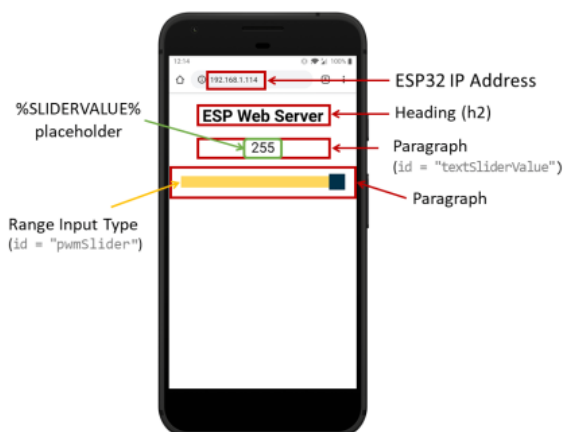 12:54
100%
192.168.1.114
ESP32 IP Address
%SLIDERVALUE%
placeholder
ESP Web Server
Heading (h2)
255
Paragraph
(id = "textSliderValue")
Paragraph
Range Input Type
(id = "pwmSlider")